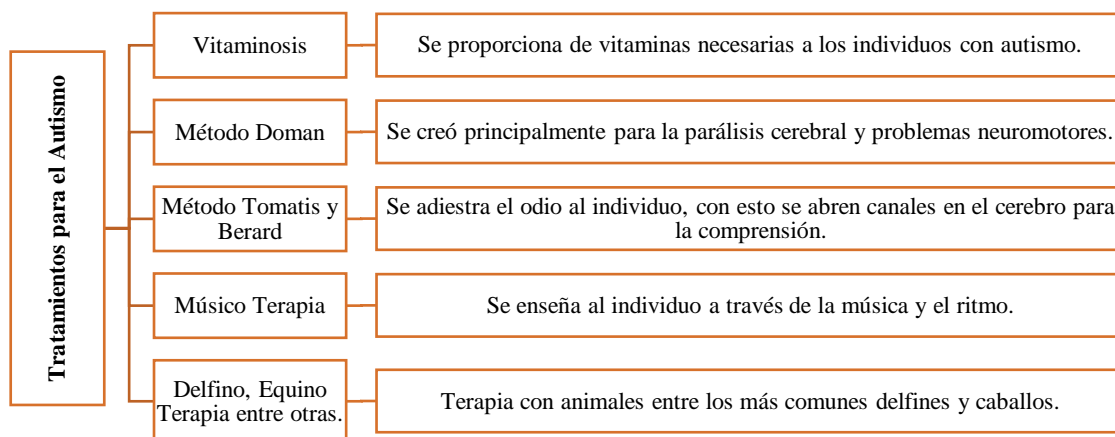 Tratamientos para el Autismo
Vitaminosis
Se proporciona de vitaminas necesarias a los individuos con autismo.
Método Doman
Se creó principalmente para la parálisis cerebral y problemas neuromotores.
Método Tomatis y
Berard
Se adiestra el odio al individuo, con esto se abren canales en el cerebro para
la comprensión.
Músico Terapia
Se enseña al individuo a través de la música y el ritmo.
Delfino, Equino
Terapia entre otras.
Terapia con animales entre los más comunes delfines y caballos.